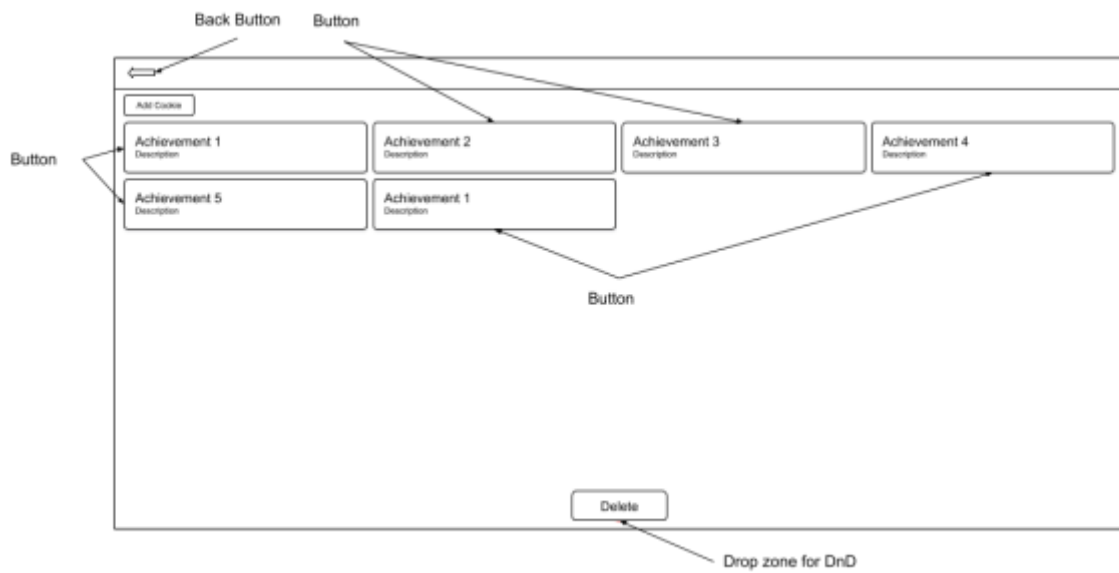 Back Button
Button
Add Cookie
Achievement 1
Description
Achievement 2
Description
Achievement 3
Description
Achievement 4
Description
Button
Achievement 5
Description
Achievement 1
Description
Button
Delete
Drop zone for DnD